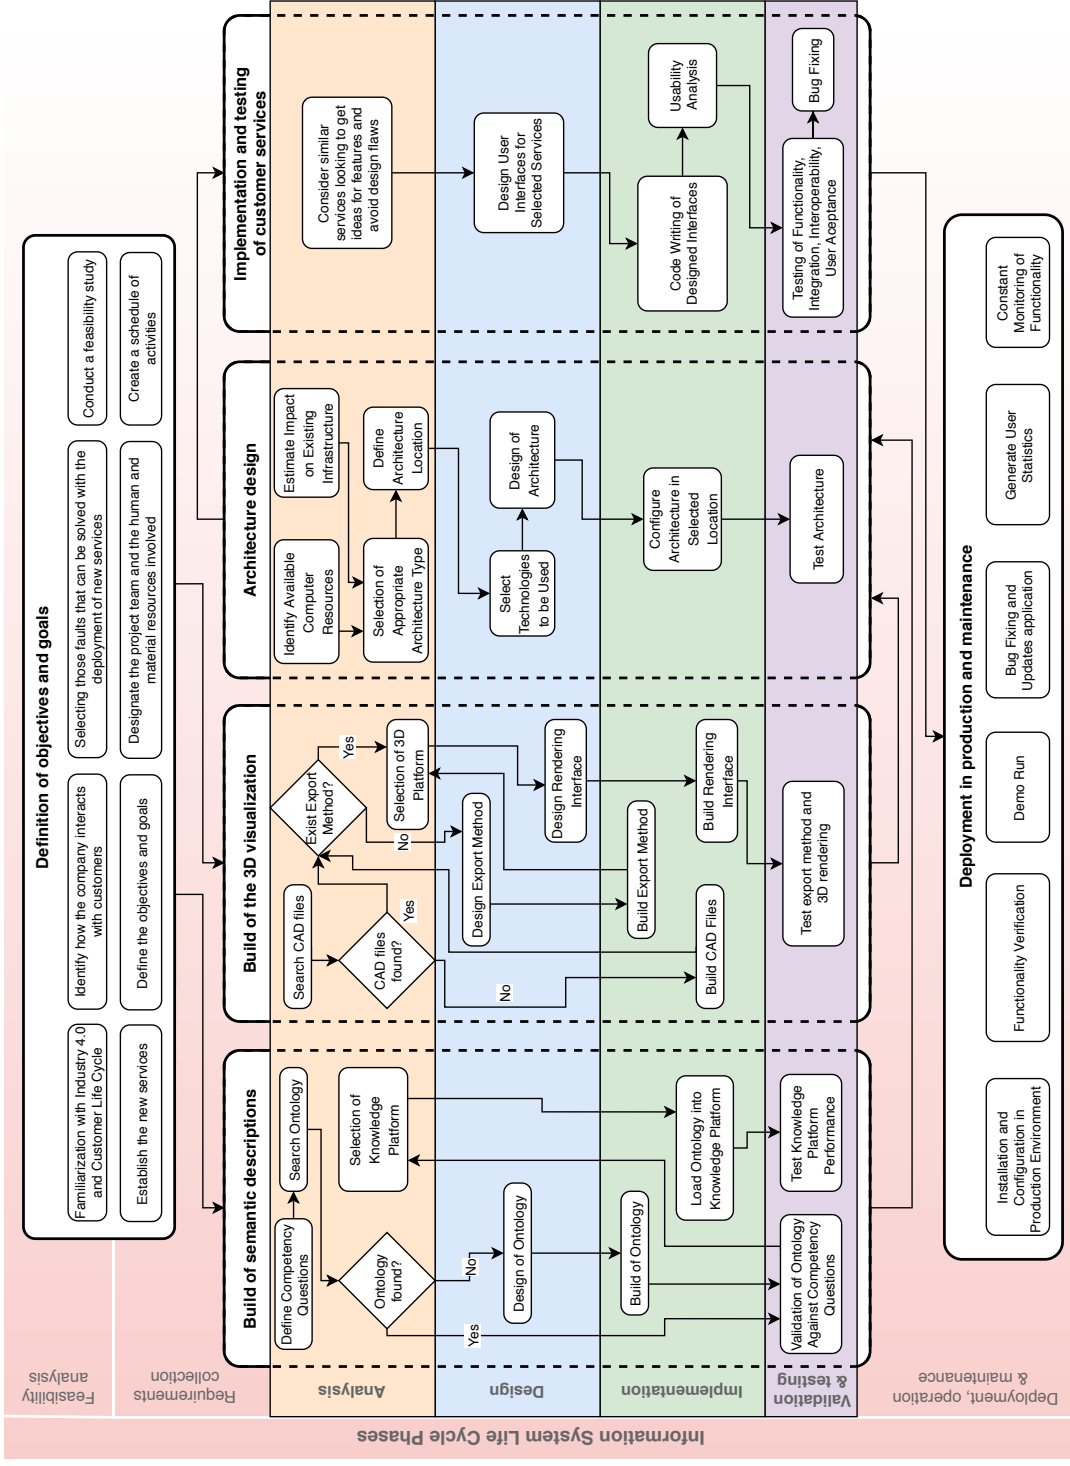 Definition of objectives and goals
Familiarization with Industry 4.0
and Customer Life Cycle
Identify how the company interacts
with customers
Selecting those faults that can be solved with the
deployment of new services
Conduct a feasibility study
Establish the new services
Define the objectives and goals
Designate the project team and the human and
material resources involved
Create a schedule of
activities
Feasibility
analysis
Requirements
collection
Information System Life Cycle Phases
Analysis
Design
Implementation
Validation
& testing
Deployment, operation
& maintenance
Build of semantic descriptions
Define Competency
Questions
Search Ontology
Ontology
found?
Selection of
Knowledge
Platform
No
Yes
Design of Ontology
Build of Ontology
Load Ontology into
Knowledge Platform
Validation of Ontology
Against Competency
Questions
Test Knowledge
Platform
Performance
Build of the 3D visualization
Search CAD files
CAD files
found?
Yes
No
Exist Export
Method?
Yes
No
Selection of 3D
Platform
Design Export Method
Design Rendering
Interface
Build CAD Files
Build Export Method
Build Rendering
Interface
Test export method and
3D rendering
Architecture design
Identify Available
Computer
Resources
Estimate Impact
on Existing
Infrastructure
Selection of
Appropriate
Architecture Type
Define
Architecture
Location
Select
Technologies
to be Used
Design of
Architecture
Configure
Architecture in
Selected
Location
Test Architecture
Implementation and testing
of customer services
Consider similar
services looking to get
ideas for features and
avoid design flaws
Design User
Interfaces for
Selected Services
Code Writing of
Designed Interfaces
Usability
Analysis
Testing of Functionality,
Integration, Interoperability,
User Aceptance
Bug Fixing
Deployment in production and maintenance
Installation and
Configuration in
Production Environment
Functionality Verification
Demo Run
Bug Fixing and
Updates application
Generate User
Statistics
Constant
Monitoring of
Functionality